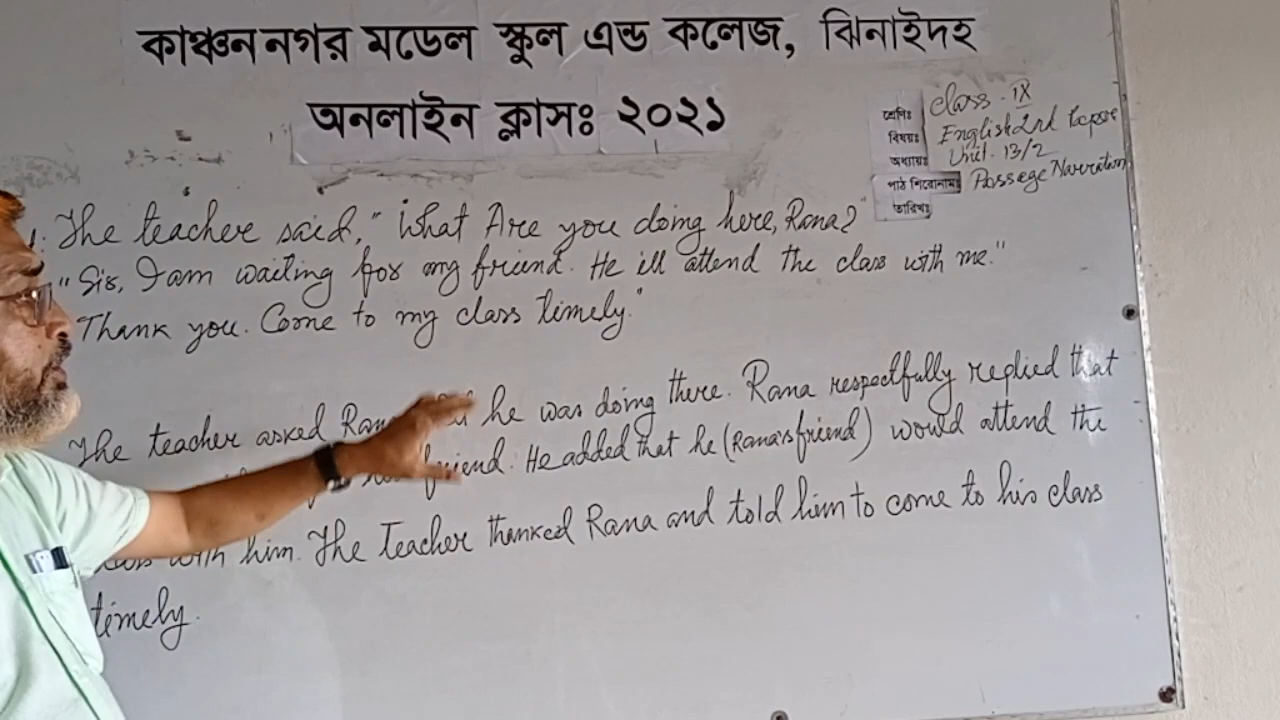 কাঞ্চননগর মডেল স্কুল এন্ড কলেজ, ঝিনাইদহ
অনলাইন ক্লাসঃ ২০২১
শ্রেণিঃ Class - IX
বিষয়ঃ English 2nd Paper
অধ্যায়ঃ Unit - 13/2
পাঠ শিরোনামঃ Passege Narration
তারিখঃ
1. The teacher said, "What Are you doing here, Rana?"
"Sir, I am waiting for my friend. He ill attend the class with me."
Thank you. Come to my class timely."
The teacher asked he was doing there. Rana respectfully replied that
friend. He added that he (Rana's friend) would attend the
with him. The Teacher thanked Rana and told him to come to his class
timely.